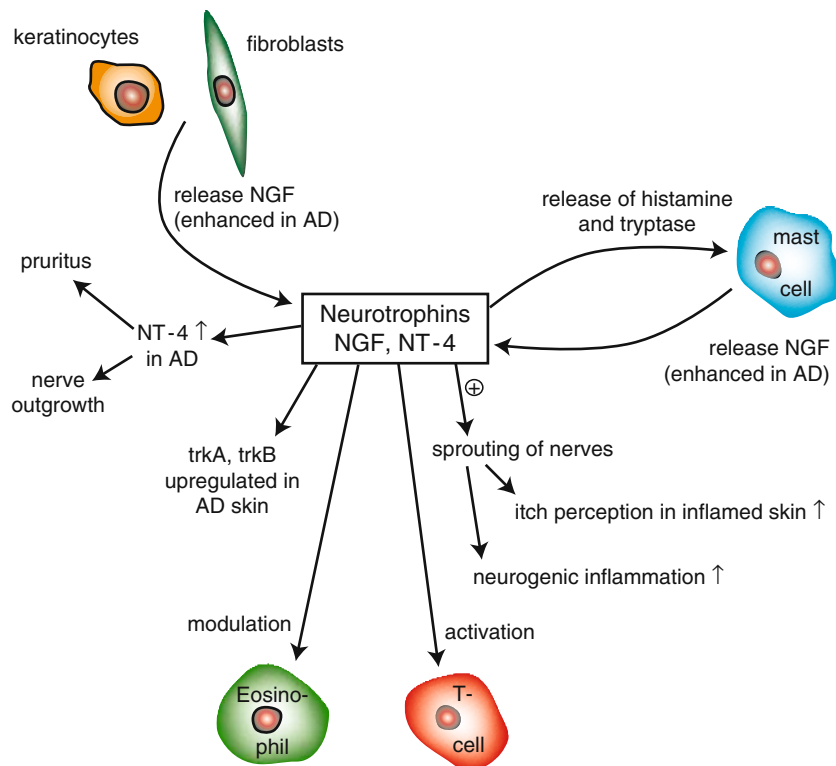 keratinocytes
fibroblasts
release NGF
(enhanced in AD)
release of histamine
and tryptase
mast
cell
release NGF
(enhanced in AD)
Neurotrophins
NGF, NT-4
pruritus
NT-4 ↑
in AD
nerve
outgrowth
trkA, trkB
upregulated in
AD skin
⊕
sprouting of nerves
itch perception in inflamed skin ↑
neurogenic inflammation ↑
modulation
activation
Eosino-
phil
T-
cell